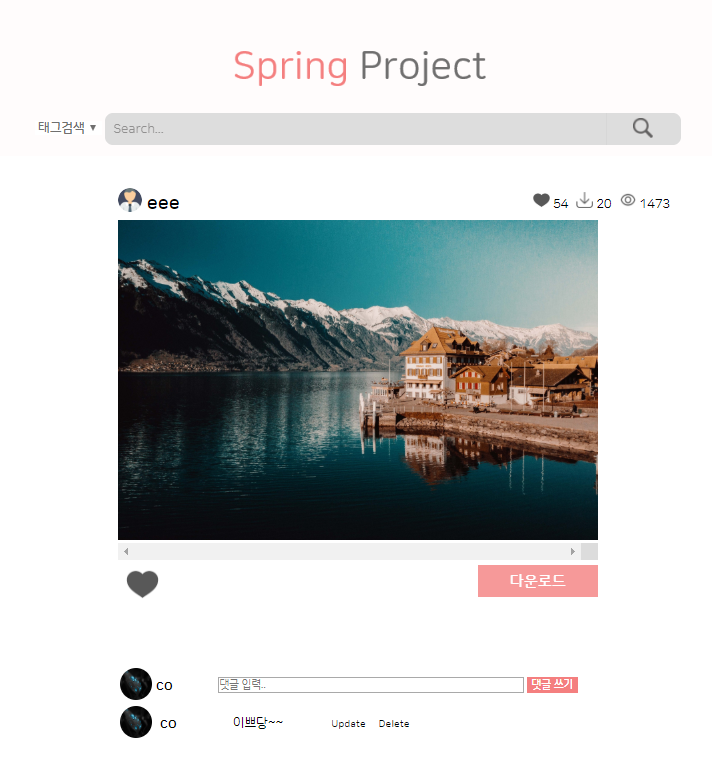 Spring Project
태그검색 ▼ Search...
eee 54 20 1473
다운로드
co 댓글 입력.. 댓글 쓰기
co 이쁘당~~ Update Delete